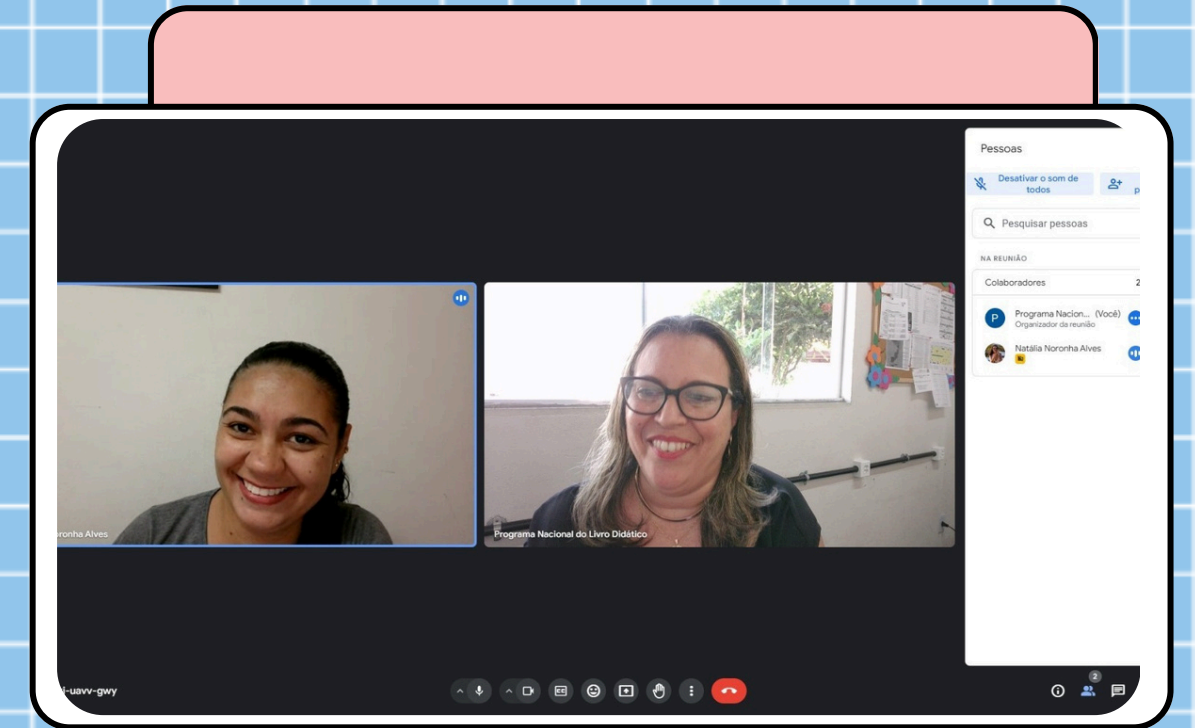 Pessoas
Desativar o som de
todos
Pesquisar pessoas
NA REUNIÃO
Colaboradores
2
P
Programa Nacion... (Você)
Organizador da reunião
Natália Noronha Alves
oronha Alves
Programa Nacional do Livro Didático
i-uavv-gwy
CC
2